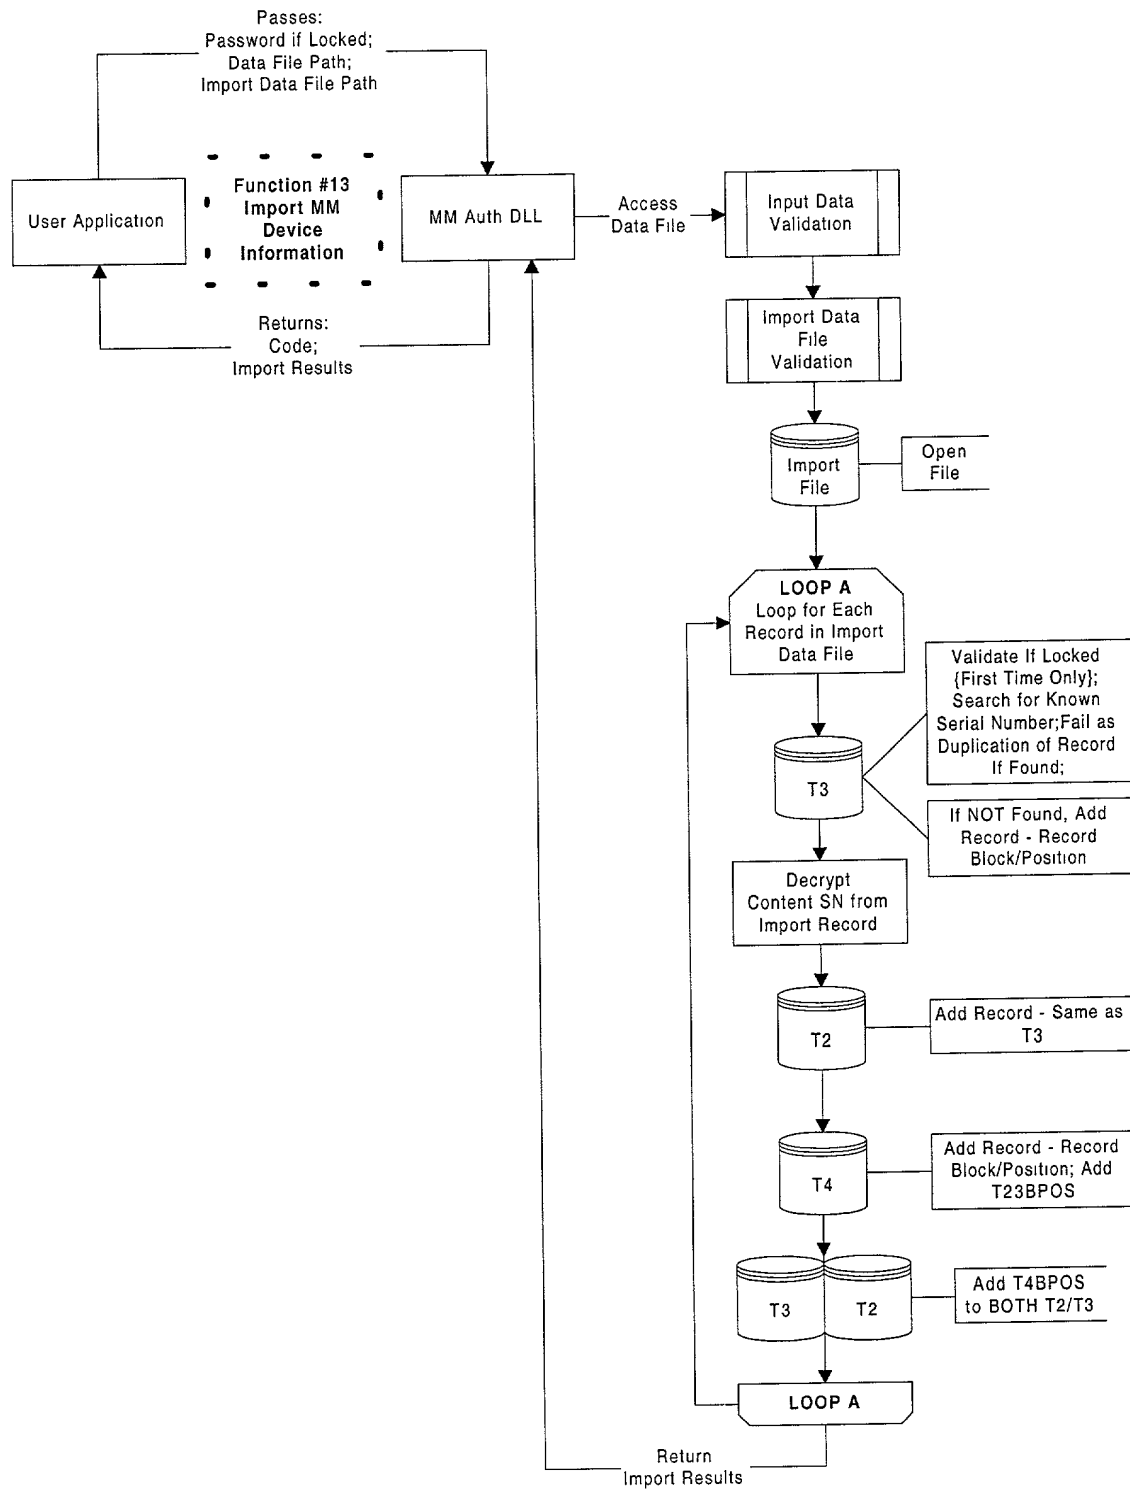 Passes:
Password if Locked;
Data File Path;
Import Data File Path
User Application
Function #13
Import MM
Device
Information
MM Auth DLL
Access
Data File
Input Data
Validation
Returns:
Code;
Import Results
Import Data
File
Validation
Import
File
Open
File
LOOP A
Loop for Each
Record in Import
Data File
Validate If Locked
{First Time Only};
Search for Known
Serial Number;Fail as
Duplication of Record
If Found;
T3
If NOT Found, Add
Record - Record
Block/Position
Decrypt
Content SN from
Import Record
T2
Add Record - Same as
T3
T4
Add Record - Record
Block/Position; Add
T23BPOS
T3
T2
Add T4BPOS
to BOTH T2/T3
LOOP A
Return
Import Results